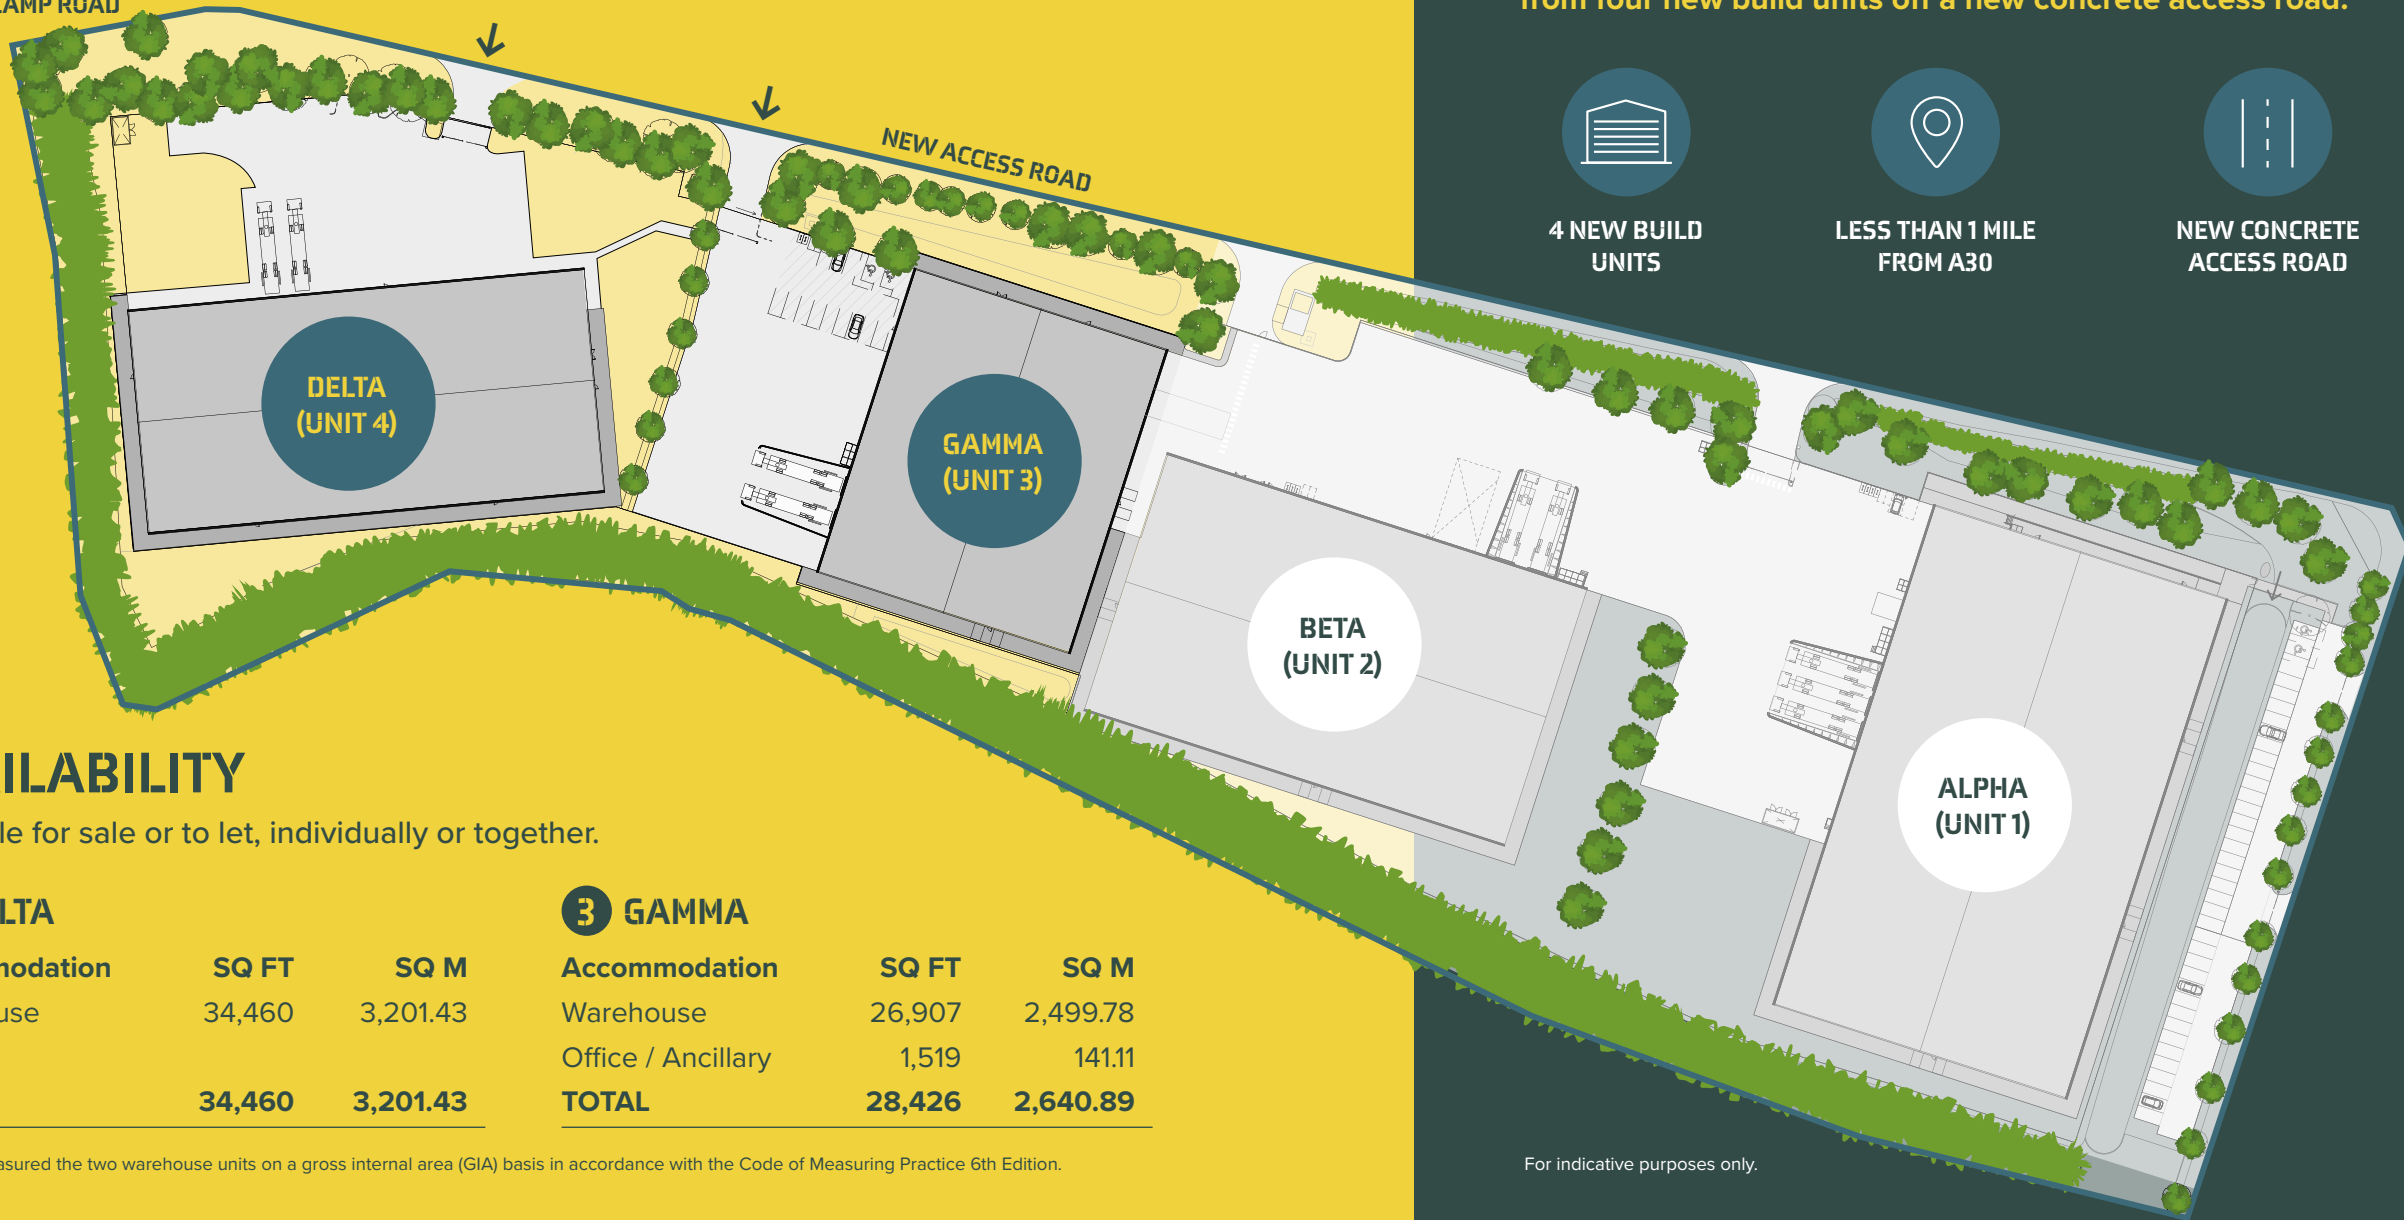 LAMP ROAD
from four new build units on a new concrete access road.
4 NEW BUILD
UNITS
LESS THAN 1 MILE
FROM A30
NEW CONCRETE
ACCESS ROAD
NEW ACCESS ROAD
DELTA
(UNIT 4)
GAMMA
(UNIT 3)
BETA
(UNIT 2)
ALPHA
(UNIT 1)
ILABILITY
le for sale or to let, individually or together.
LTA
modation SQ FT SQ M
use 34,460 3,201.43
34,460 3,201.43
3 GAMMA
Accommodation SQ FT SQ M
Warehouse 26,907 2,499.78
Office / Ancillary 1,519 141.11
TOTAL 28,426 2,640.89
asured the two warehouse units on a gross internal area (GIA) basis in accordance with the Code of Measuring Practice 6th Edition.
For indicative purposes only.